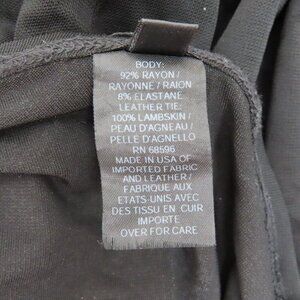 BODY:
92% RAYON /
RAYONNE / RAION
8% ELASTANE
LEATHER TIE:
100% LAMBSKIN /
PEAU D'AGNEAU /
PELLE D'AGNELLO
RN 68596
MADE IN USA OF
IMPORTED FABRIC
AND LEATHER /
FABRIQUE AUX
ETATS-UNIS AVEC
DES TISSU EN CUIR
IMPORTE
OVER FOR CARE